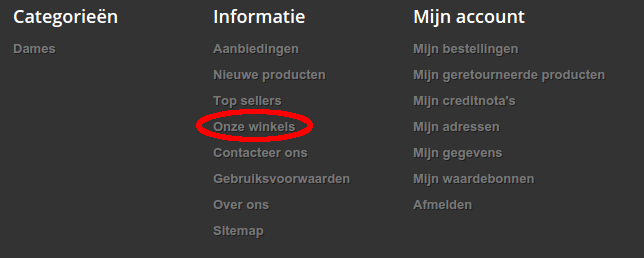 Categorieën
Dames
Informatie
Aanbiedingen
Nieuwe producten
Top sellers
Onze winkels
Contacteer ons
Gebruiksvoorwaarden
Over ons
Sitemap
Mijn account
Mijn bestellingen
Mijn geretourneerde producten
Mijn creditnota's
Mijn adressen
Mijn gegevens
Mijn waardebonnen
Afmelden